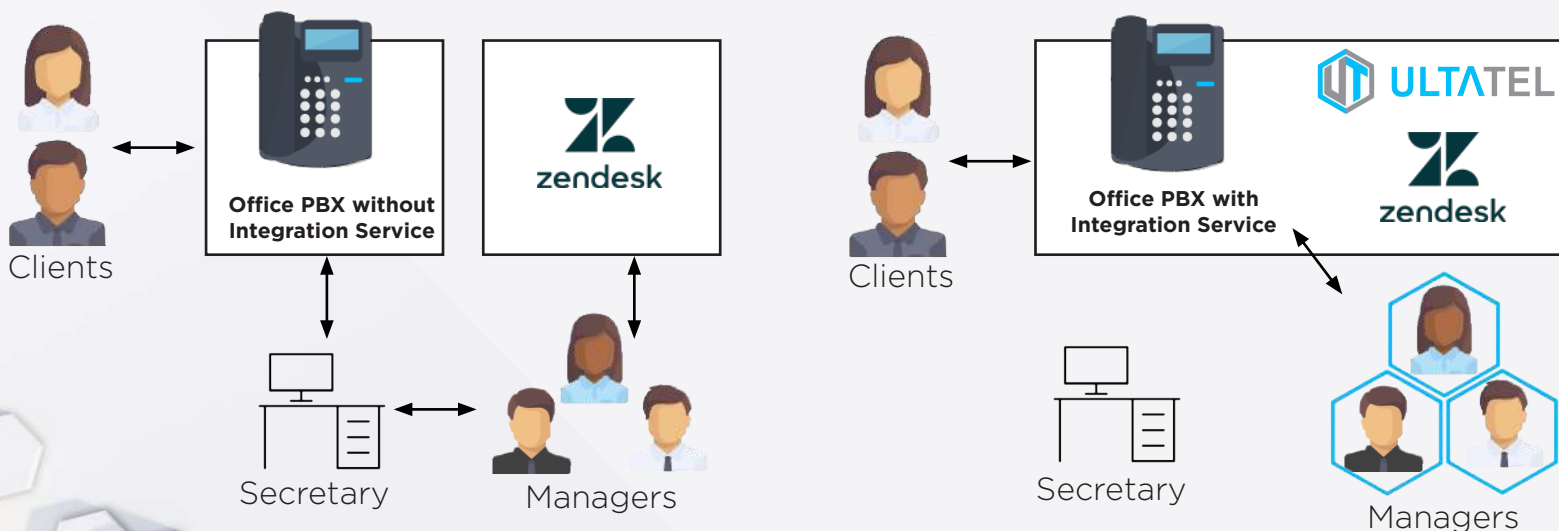 zendesk
Office PBX without
Integration Service
Clients
Secretary
Managers
UT ULTATEL
zendesk
Office PBX with
Integration Service
Clients
Secretary
Managers